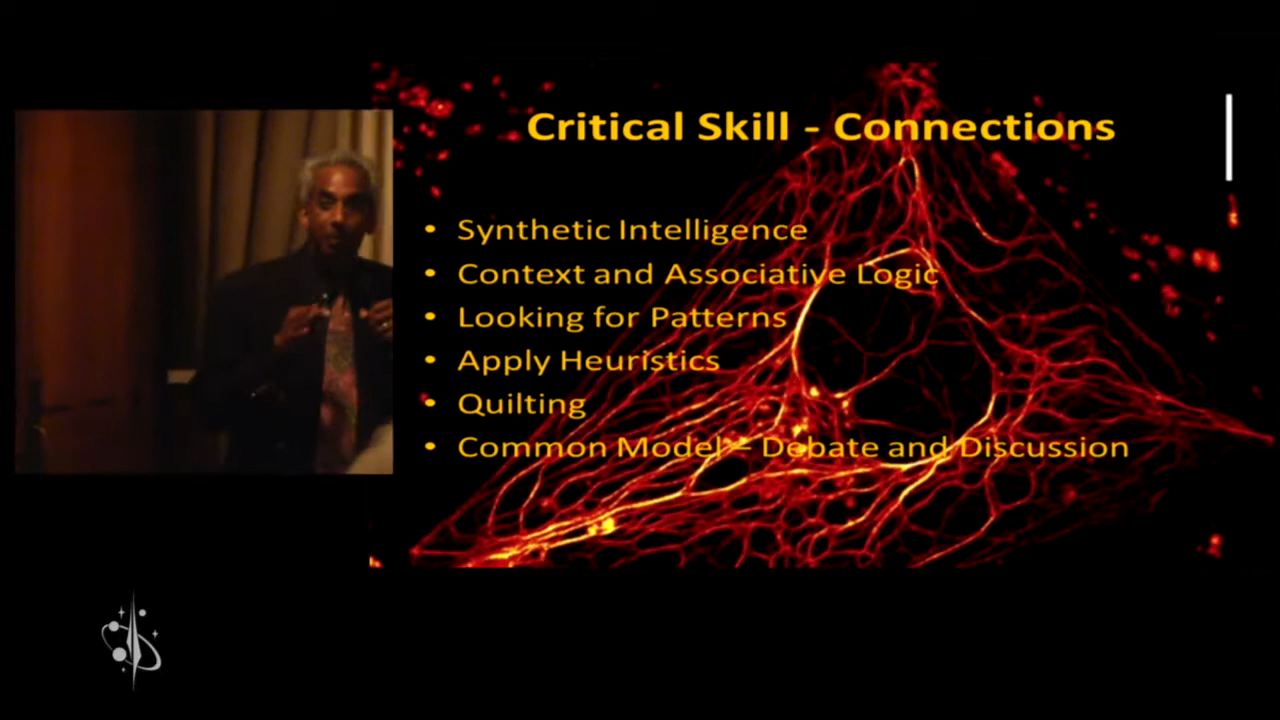 Critical Skill - Connections
• Synthetic Intelligence
• Context and Associative Logic
• Looking for Patterns
• Apply Heuristics
• Quilting
• Common Model – Debate and Discussion